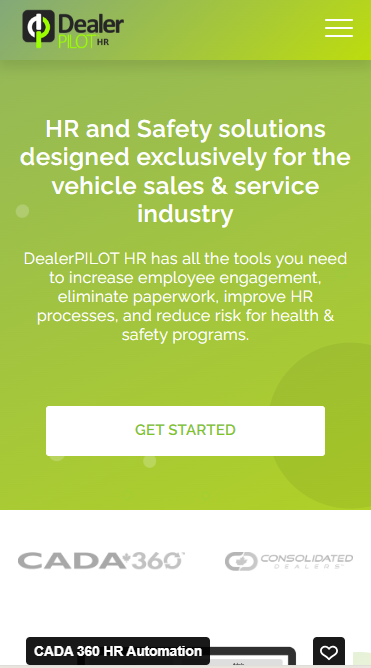 Dealer
PILOT HR
HR and Safety solutions
designed exclusively for the
vehicle sales & service
industry
DealerPILOT HR has all the tools you need
to increase employee engagement,
eliminate paperwork, improve HR
processes, and reduce risk for health &
safety programs.
GET STARTED
CADA 360
CONSOLIDATED
DEALERS
CADA 360 HR Automation